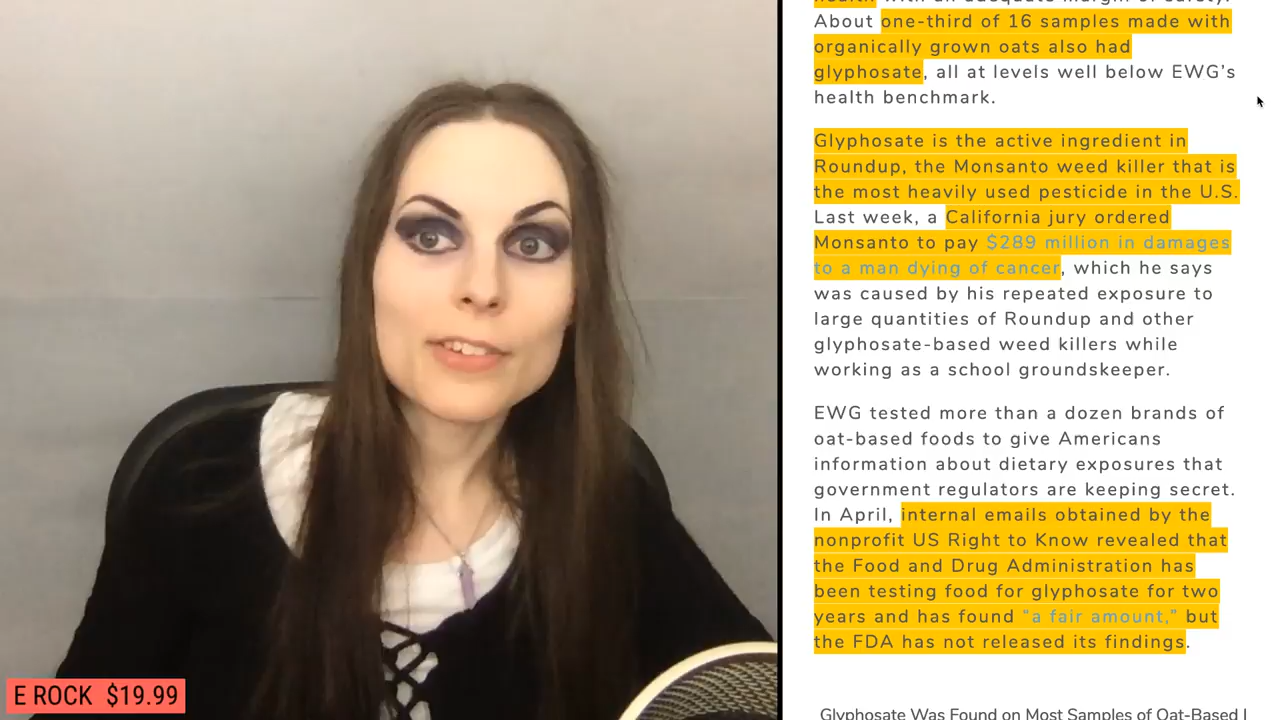 health with an adequate margin of safety.
About one-third of 16 samples made with
organically grown oats also had
glyphosate, all at levels well below EWG's
health benchmark.
Glyphosate is the active ingredient in
Roundup, the Monsanto weed killer that is
the most heavily used pesticide in the U.S.
Last week, a California jury ordered
Monsanto to pay $289 million in damages
to a man dying of cancer, which he says
was caused by his repeated exposure to
large quantities of Roundup and other
glyphosate-based weed killers while
working as a school groundskeeper.
EWG tested more than a dozen brands of
oat-based foods to give Americans
information about dietary exposures that
government regulators are keeping secret.
In April, internal emails obtained by the
nonprofit US Right to Know revealed that
the Food and Drug Administration has
been testing food for glyphosate for two
years and has found “a fair amount,” but
the FDA has not released its findings.
Glyphosate Was Found on Most Samples of Oat-Based
E ROCK $19.99